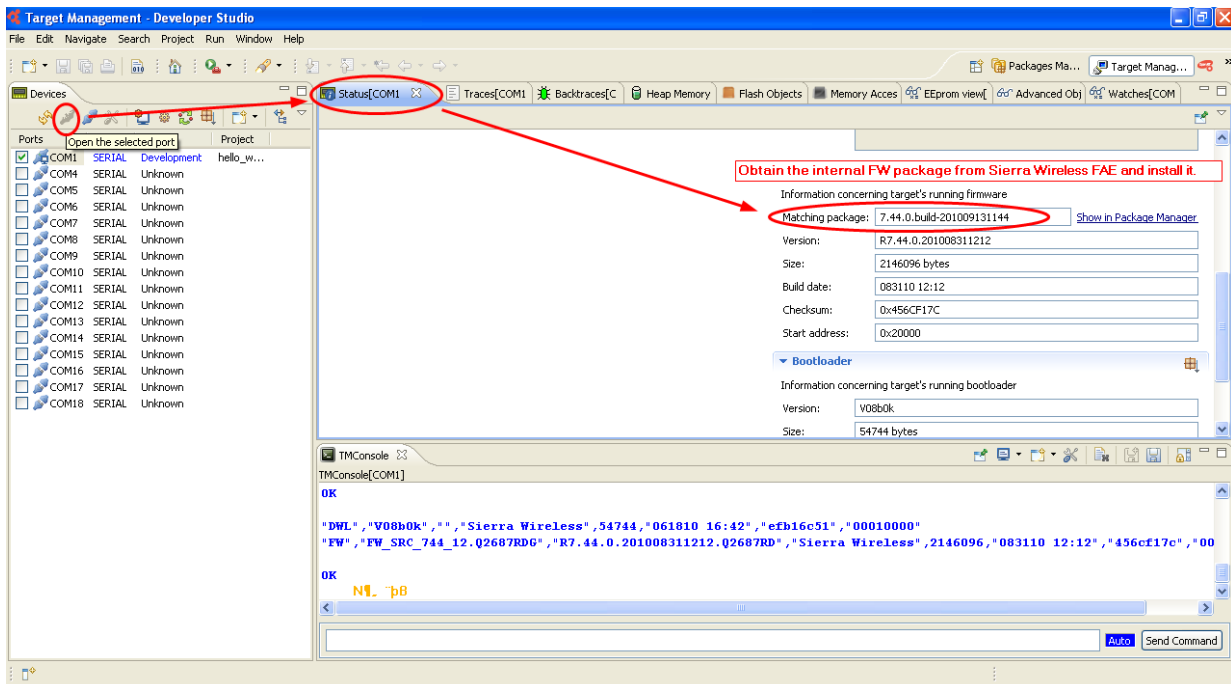 Target Management - Developer Studio
File Edit Navigate Search Project Run Window Help
Packages Ma... Target Manag...
Devices
Open the selected port
Ports Project
COM1 SERIAL Development hello_w...
COM4 SERIAL Unknown
COM5 SERIAL Unknown
COM6 SERIAL Unknown
COM7 SERIAL Unknown
COM8 SERIAL Unknown
COM9 SERIAL Unknown
COM10 SERIAL Unknown
COM11 SERIAL Unknown
COM12 SERIAL Unknown
COM13 SERIAL Unknown
COM14 SERIAL Unknown
COM15 SERIAL Unknown
COM16 SERIAL Unknown
COM17 SERIAL Unknown
COM18 SERIAL Unknown
Status[COM1 Traces[COM1 Backtraces[C Heap Memory Flash Objects Memory Acces EEprom view[ Advanced Obj Watches[COM
Obtain the internal FW package from Sierra Wireless FAE and install it.
Information concerning target's running firmware
Matching package: 7.44.0.build-201009131144 Show in Package Manager
Version: R7.44.0.201008311212
Size: 2146096 bytes
Build date: 083110 12:12
Checksum: 0x456CF17C
Start address: 0x20000
Bootloader
Information concerning target's running bootloader
Version: V08b0k
Size: 54744 bytes
TMConsole
TMConsole[COM1]
OK
"DWL","V08b0k","","Sierra Wireless",54744,"061810 16:42","efb16c51","00010000"
"FW","FW_SRC_744_12.Q2687RDG","R7.44.0.201008311212.Q2687RD","Sierra Wireless",2146096,"083110 12:12","456cf17c","00
OK
Auto Send Command